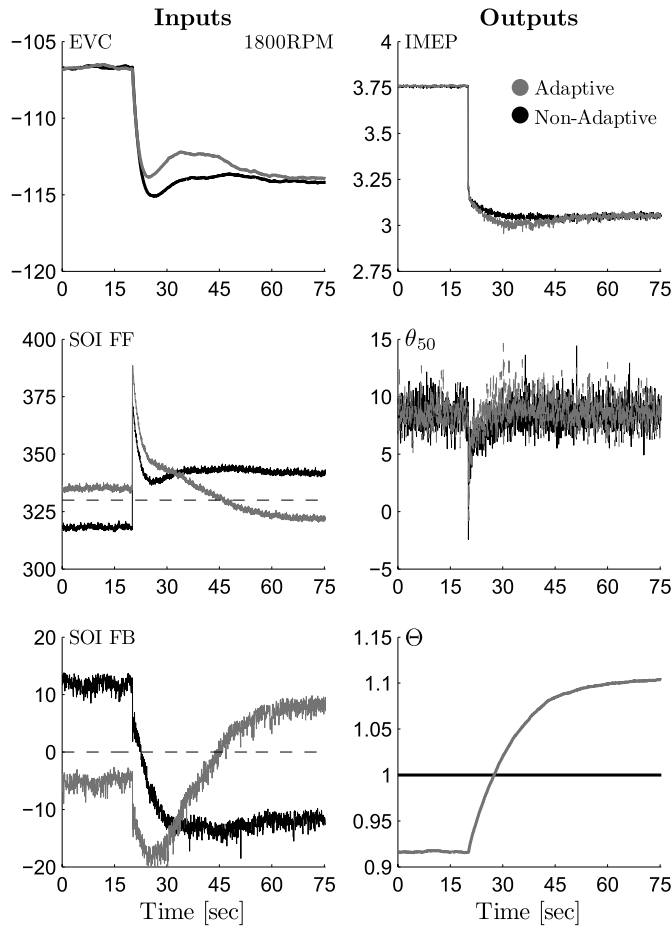 Inputs Outputs
EVC 1800RPM
−105
−110
−115
−120
0 15 30 45 60 75
IMEP
4
3.75
3.5
3.25
3
2.75
0 15 30 45 60 75
Adaptive
Non-Adaptive
SOI FF
400
375
350
325
300
0 15 30 45 60 75
θ50
15
10
5
0
−5
0 15 30 45 60 75
SOI FB
20
10
0
−10
−20
0 15 30 45 60 75
Time [sec]
Θ
1.15
1.1
1.05
1
0.95
0.9
0 15 30 45 60 75
Time [sec]